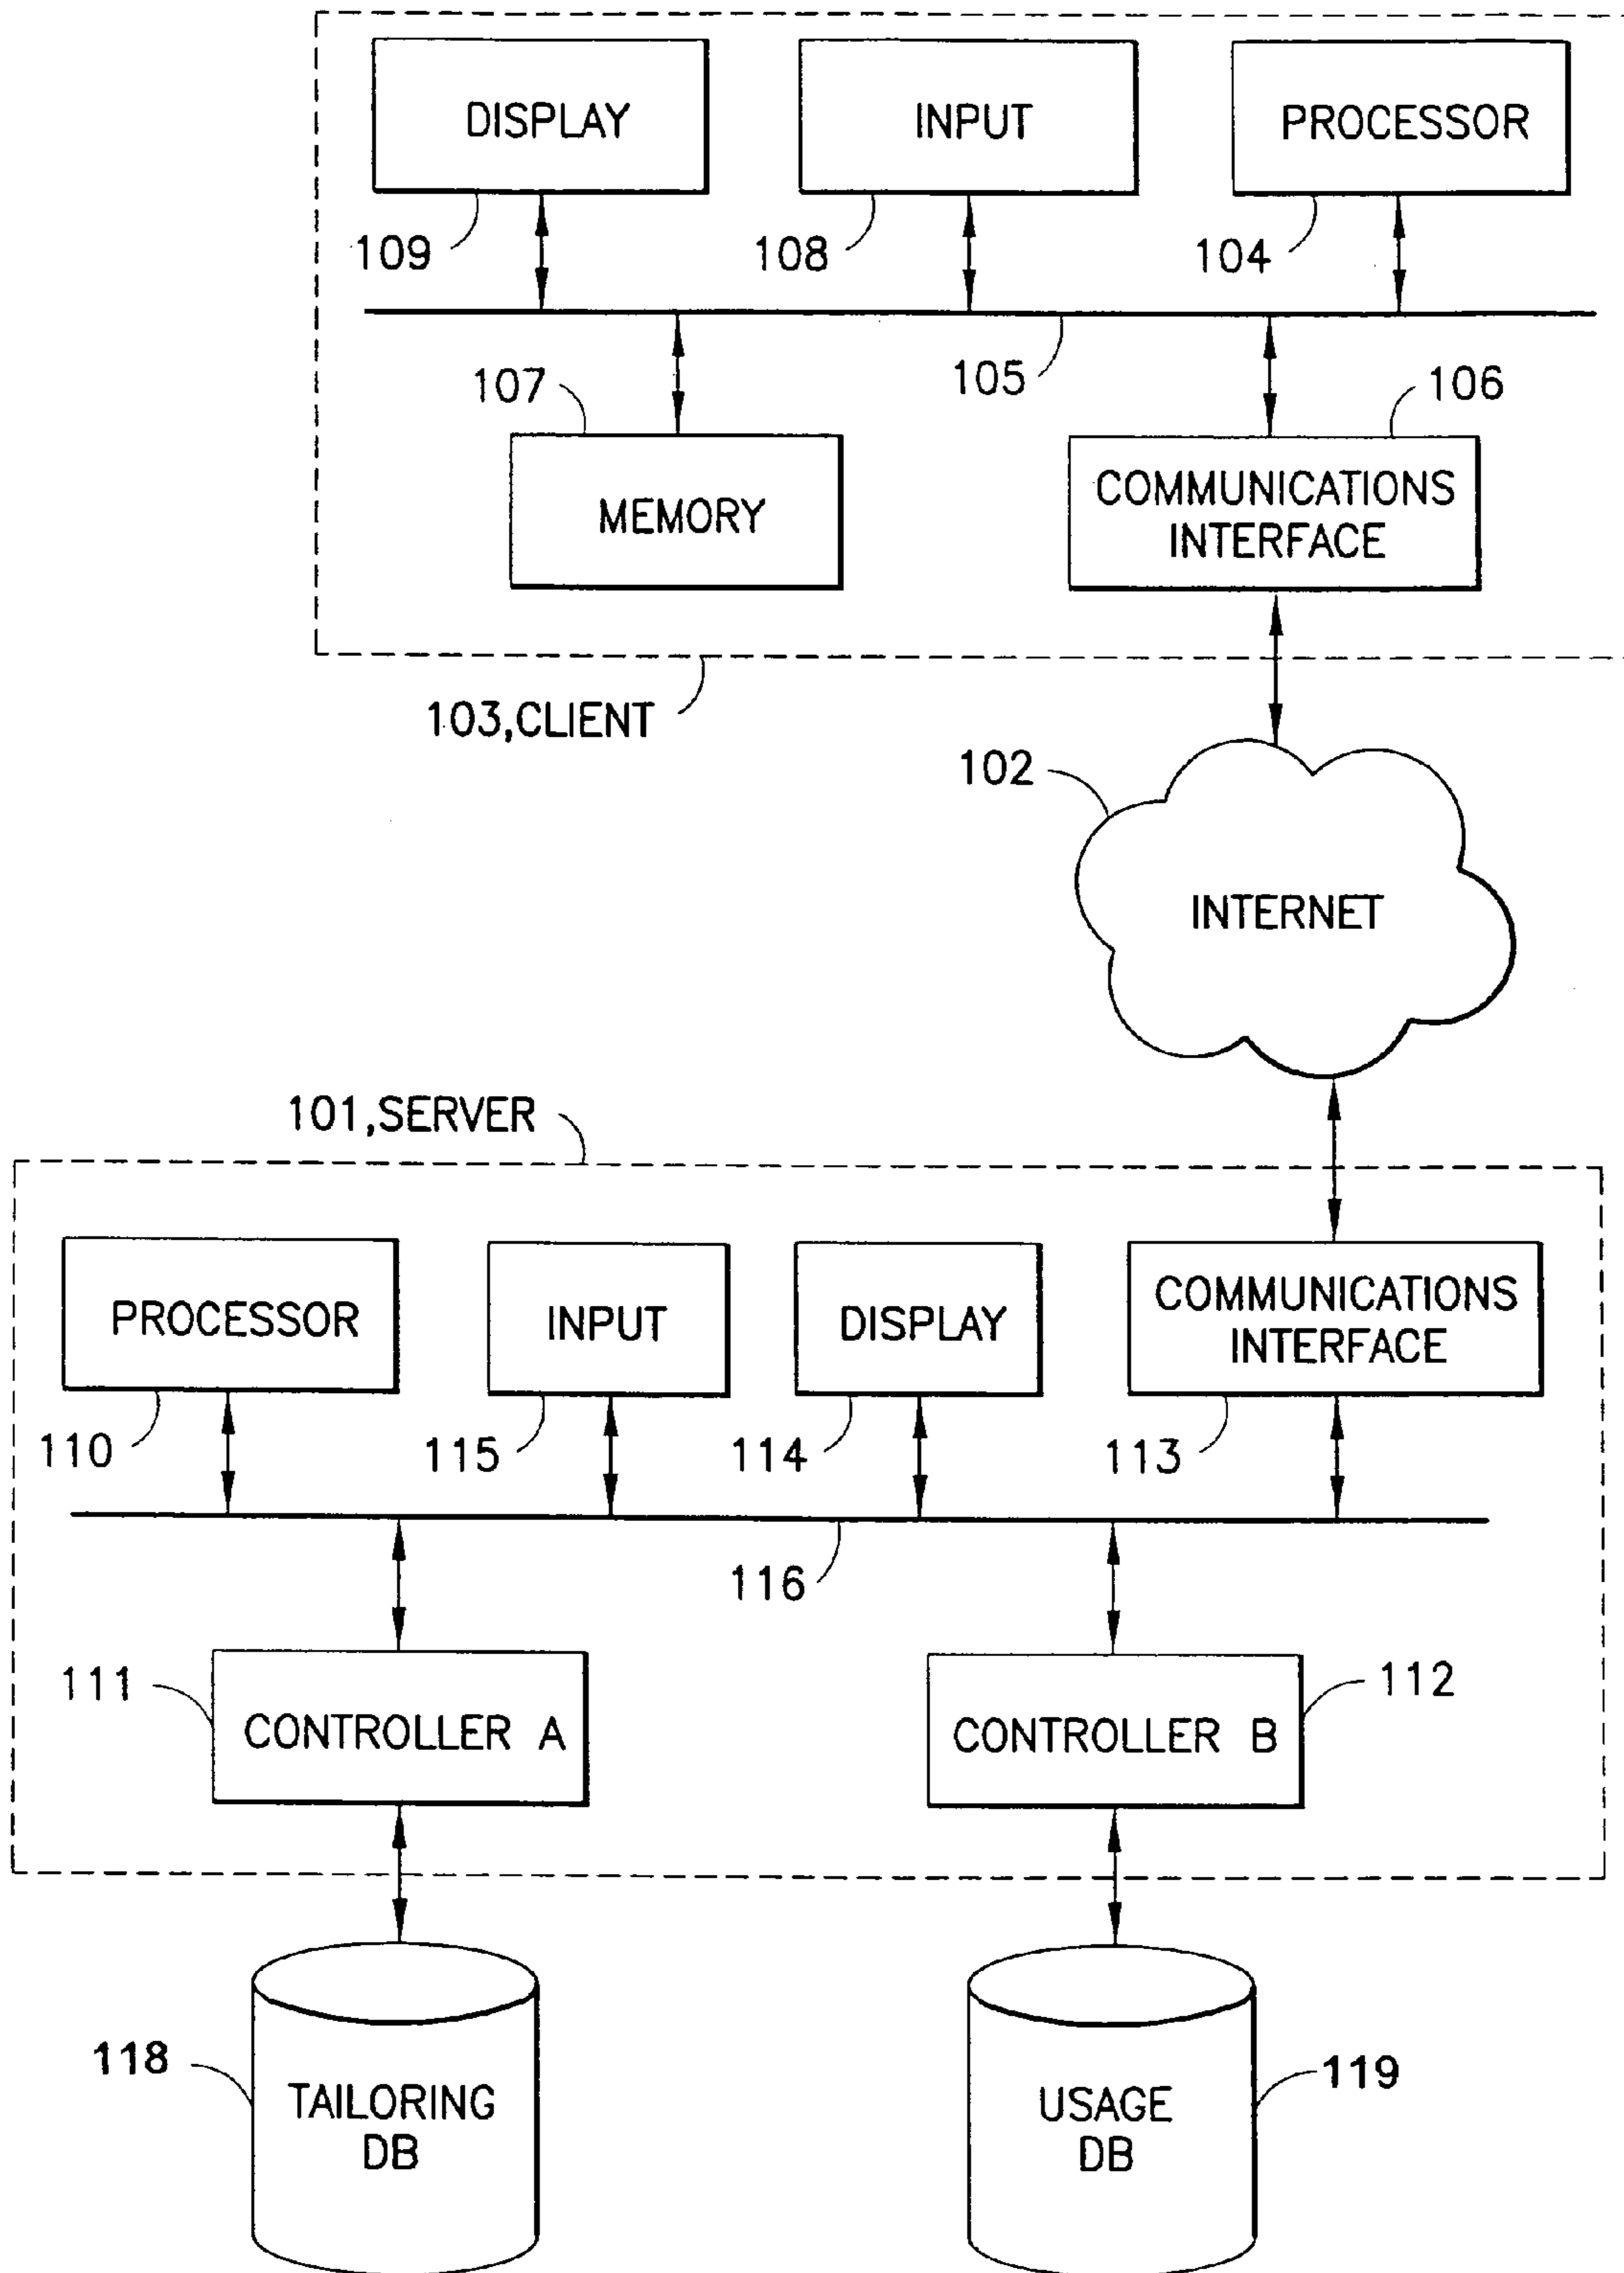 DISPLAY
INPUT
PROCESSOR
109
108
104
107
105
106
MEMORY
COMMUNICATIONS
INTERFACE
103,CLIENT
102
INTERNET
101,SERVER
PROCESSOR
INPUT
DISPLAY
COMMUNICATIONS
INTERFACE
110
115
114
113
116
111
CONTROLLER A
CONTROLLER B
112
118
TAILORING
DB
USAGE
DB
119